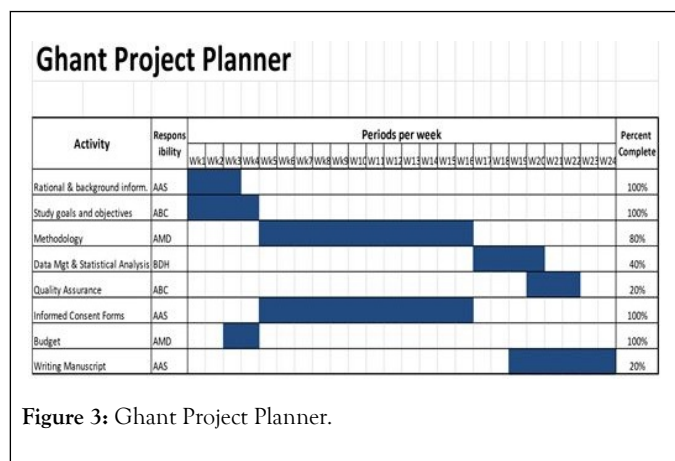 Ghant Project Planner
Activity Respons ibility Periods per week Percent Complete
Wk1 Wk2 Wk3 Wk4 Wk5 Wk6 Wk7 Wk8 Wk9 W10 W11 W12 W13 W14 W15 W16 W17 W18 W19 W20 W21 W22 W23 W24
Rational & background inform. AAS 100%
Study goals and objectives ABC 100%
Methodology AMD 80%
Data Mgt & Statistical Analysis BDH 40%
Quality Assurance ABC 20%
Informed Consent Forms AAS 100%
Budget AMD 100%
Writing Manuscript AAS 20%
Figure 3: Ghant Project Planner.